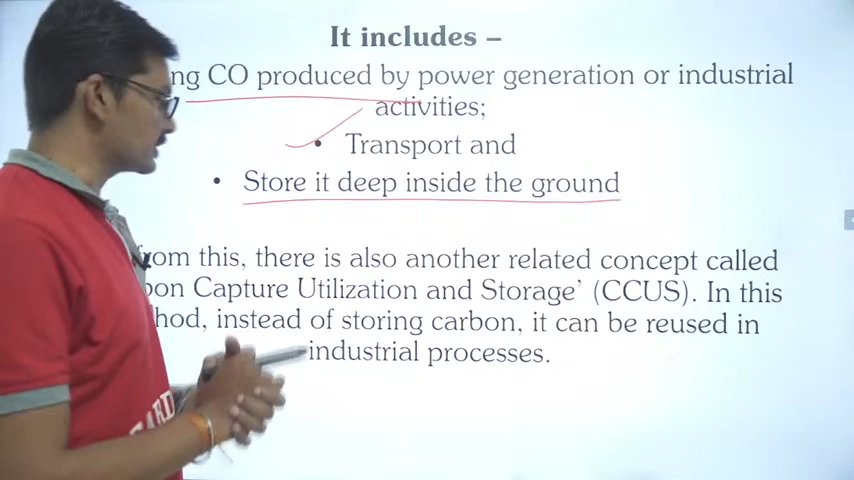 It includes –
ng CO produced by power generation or industrial
activities;
• Transport and
• Store it deep inside the ground
from this, there is also another related concept called
bon Capture Utilization and Storage’ (CCUS). In this
hod, instead of storing carbon, it can be reused in
industrial processes.